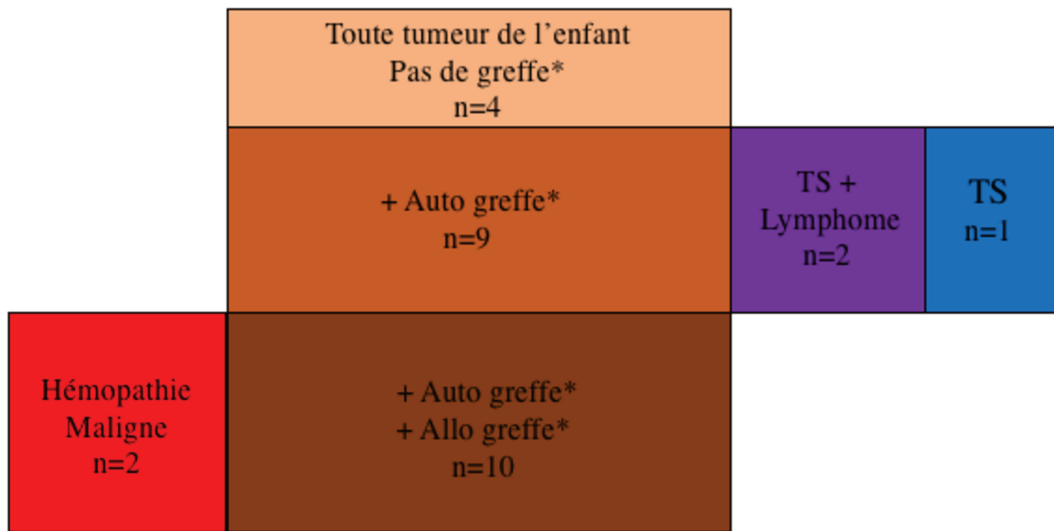 Toute tumeur de l’enfant
Pas de greffe*
n=4
+ Auto greffe*
n=9
TS +
Lymphome
n=2
TS
n=1
Hémopathie
Maligne
n=2
+ Auto greffe*
+ Allo greffe*
n=10